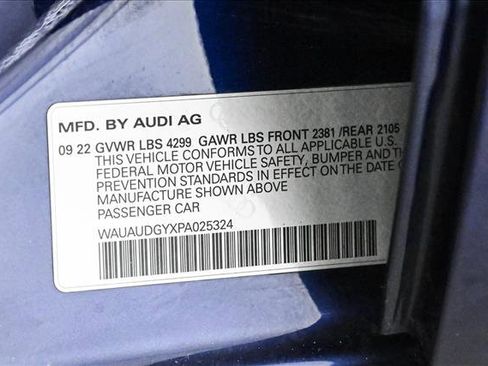 MFD. BY AUDI AG
09 22 GVWR LBS 4299 GAWR LBS FRONT 2381 /REAR 2105
THIS VEHICLE CONFORMS TO ALL APPLICABLE U.S.
FEDERAL MOTOR VEHICLE SAFETY, BUMPER AND
PREVENTION STANDARDS IN EFFECT ON THE DATE
MANUFACTURE SHOWN ABOVE
PASSENGER CAR
WAUAUDGYXPA025324